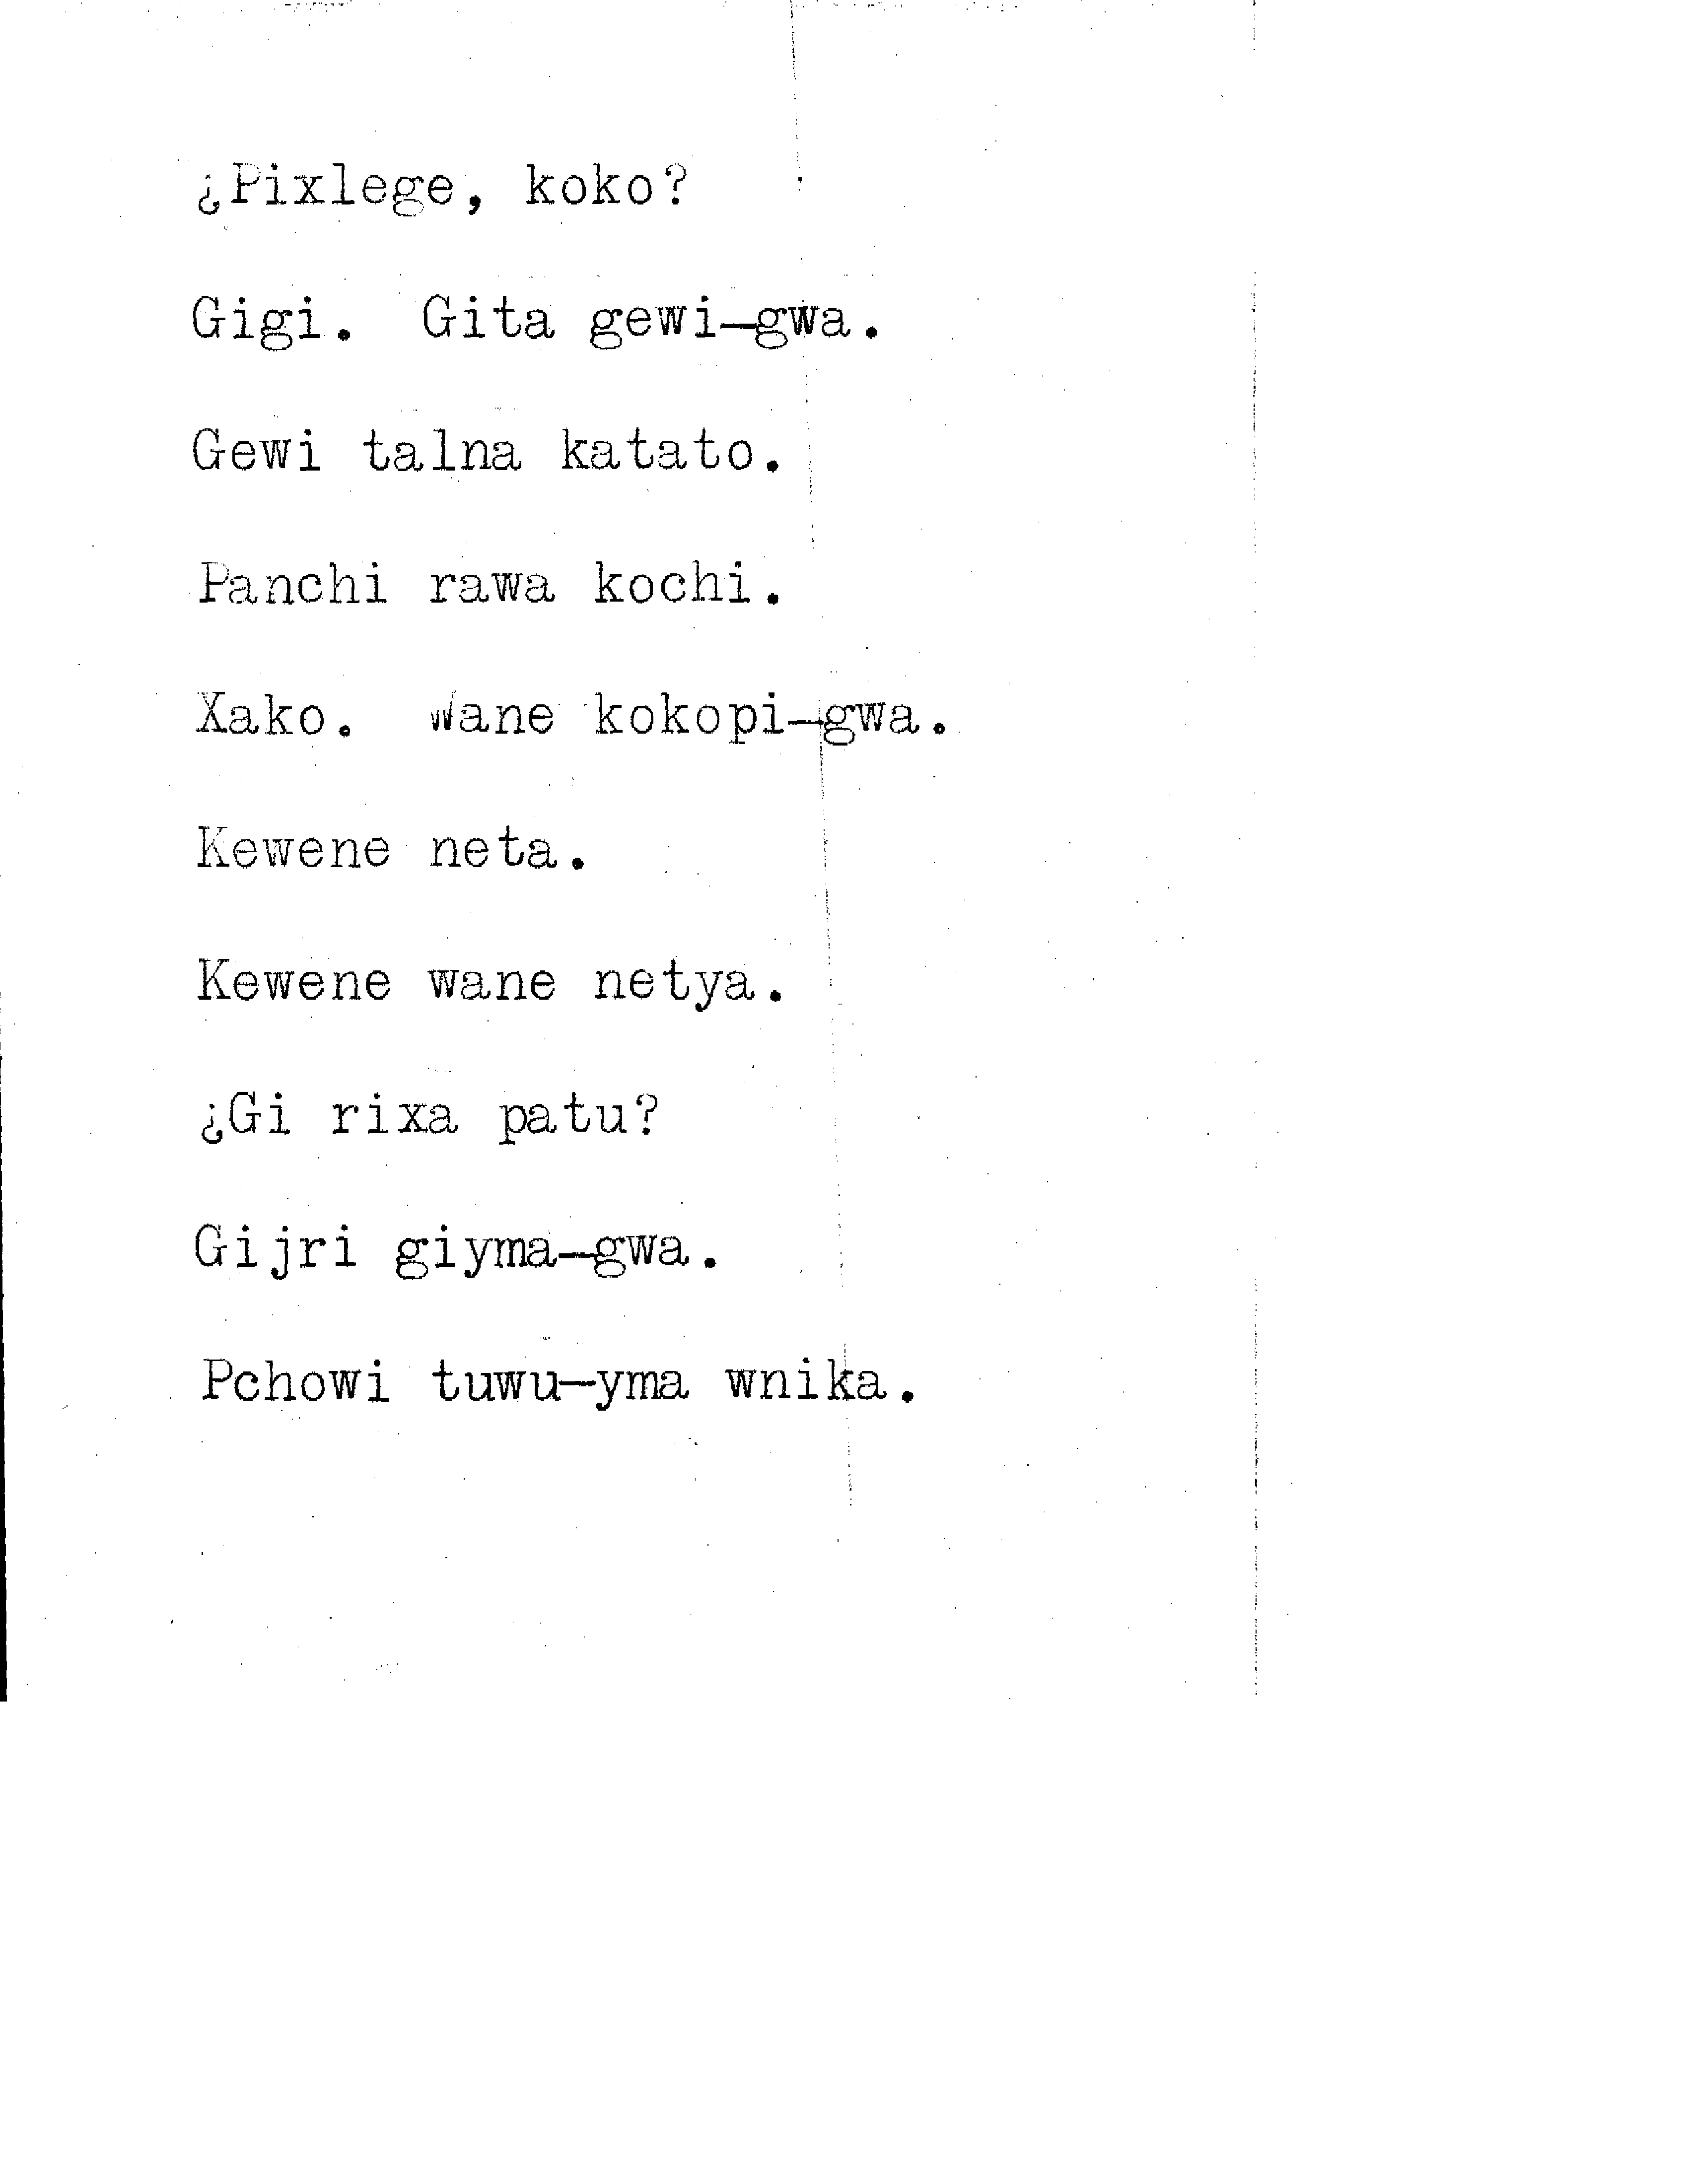 ¿Pixlege, koko?
Gigi. Gita gewi-gwa.
Gewi talna katato.
Panchi rawa kochi.
Xako. Wane kokopi-gwa.
Kewene neta.
Kewene wane netya.
¿Gi rixa patu?
Gijri giyma-gwa.
Pchowi tuwu-yma wnika.